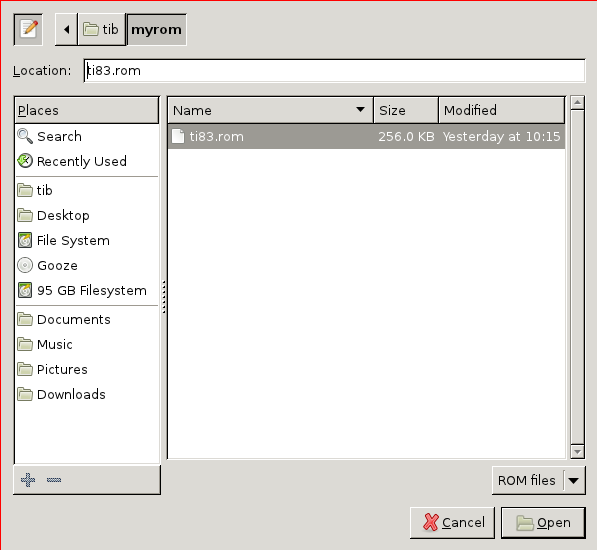 tib
myrom
Location: ti83.rom
Places
Name Size Modified
Search
ti83.rom 256.0 KB Yesterday at 10:15
Recently Used
tib
Desktop
File System
Gooze
95 GB Filesystem
Documents
Music
Pictures
Downloads
ROM files
Cancel Open